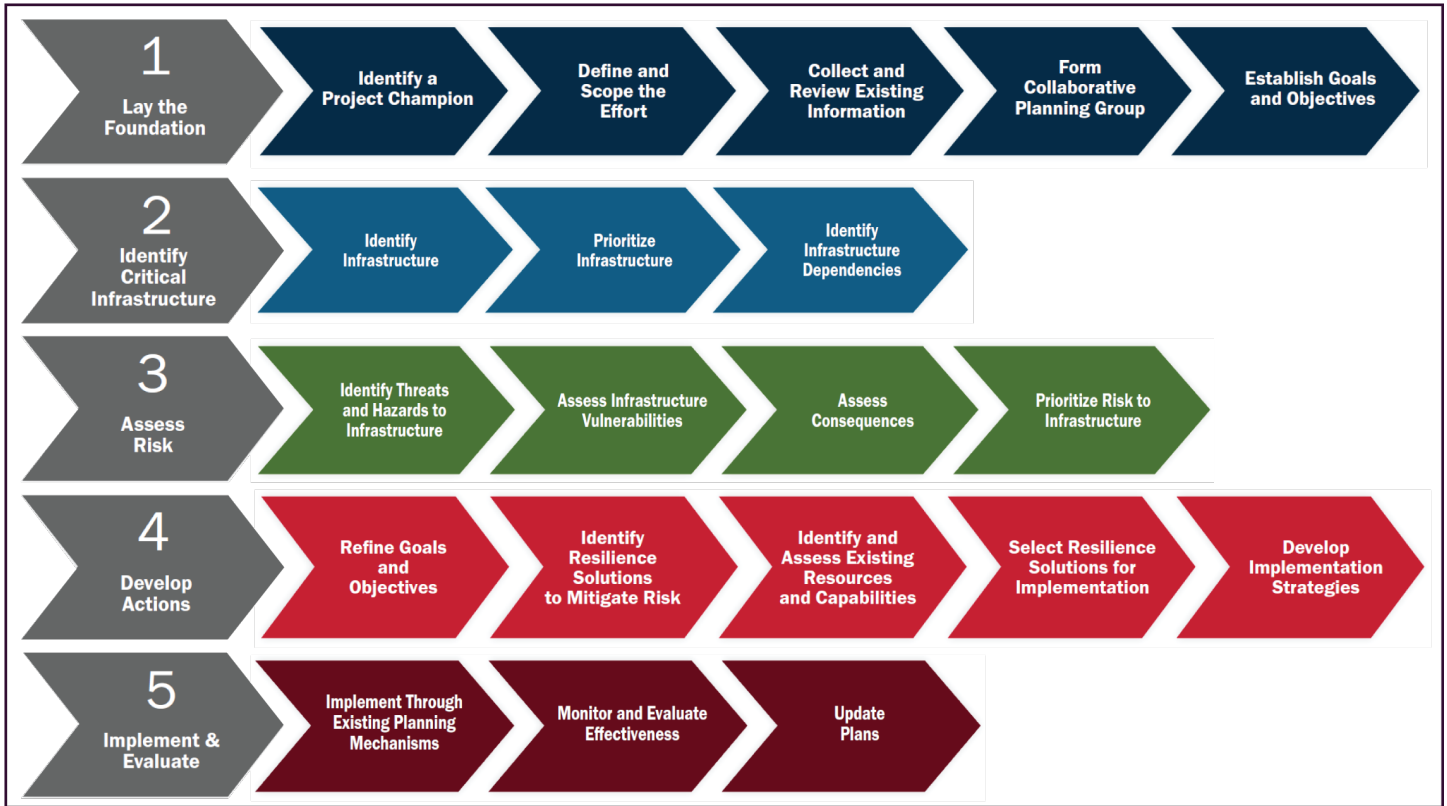 1
Lay the
Foundation
Identify a
Project Champion
Define and
Scope the
Effort
Collect and
Review Existing
Information
Form
Collaborative
Planning Group
Establish Goals
and Objectives
2
Identify
Critical
Infrastructure
Identify
Infrastructure
Prioritize
Infrastructure
Identify
Infrastructure
Dependencies
3
Assess
Risk
Identify Threats
and Hazards to
Infrastructure
Assess Infrastructure
Vulnerabilities
Assess
Consequences
Prioritize Risk to
Infrastructure
4
Develop
Actions
Refine Goals
and
Objectives
Identify
Resilience
Solutions
to Mitigate Risk
Identify and
Assess Existing
Resources
and Capabilities
Select Resilience
Solutions for
Implementation
Develop
Implementation
Strategies
5
Implement &
Evaluate
Implement Through
Existing Planning
Mechanisms
Monitor and Evaluate
Effectiveness
Update
Plans